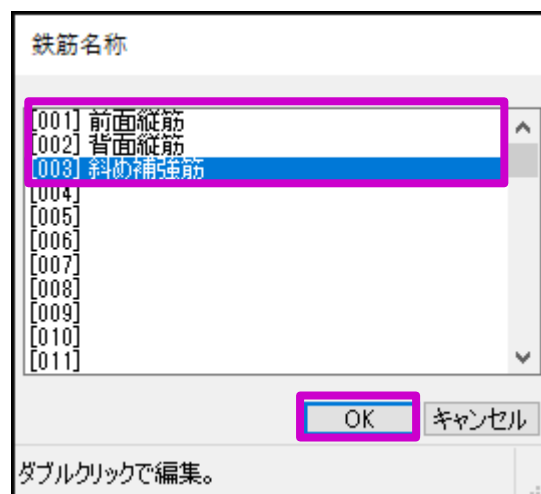 鉄筋名称
[001] 前面縦筋
[002] 背面縦筋
[003] 斜め補強筋
[004]
[005]
[006]
[007]
[008]
[009]
[010]
[011]
OK キャンセル
ダブルクリックで編集。